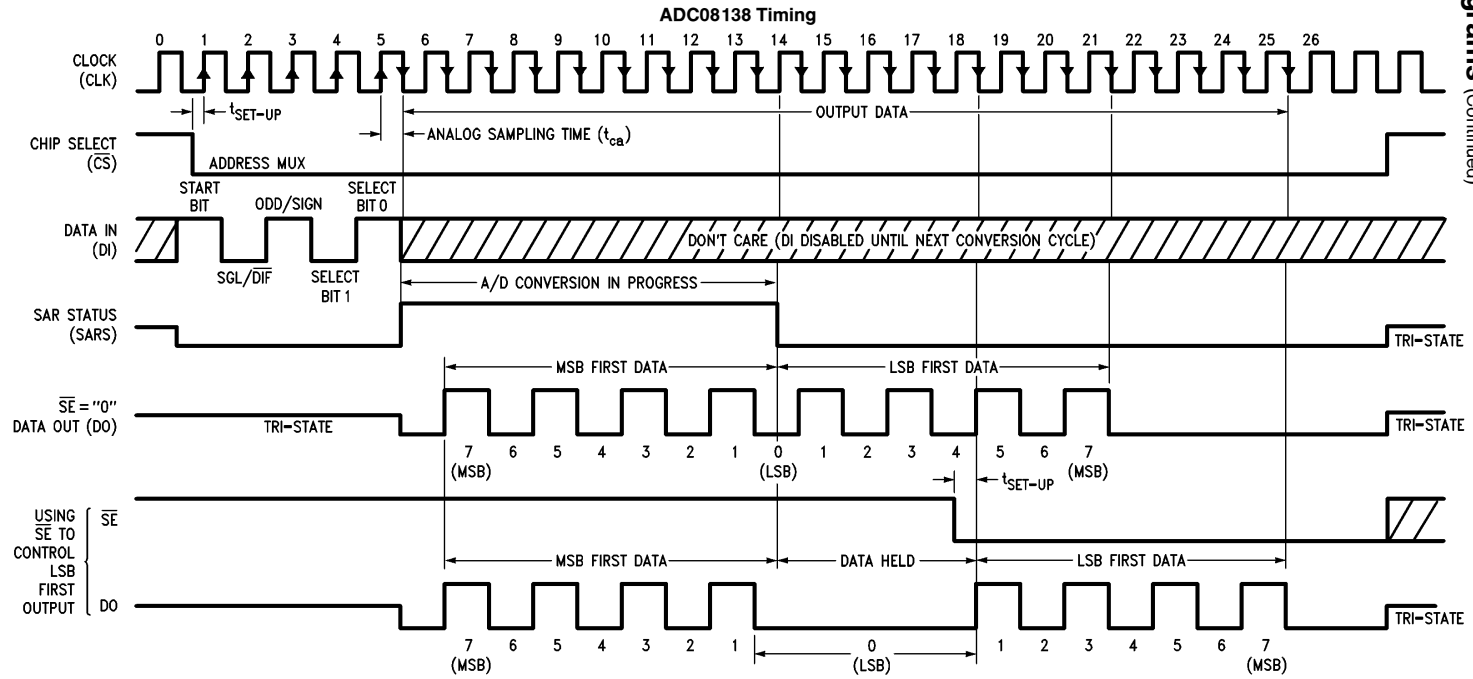 ADC08138 Timing
grams (Continued)
0 1 2 3 4 5 6 7 8 9 10 11 12 13 14 15 16 17 18 19 20 21 22 23 24 25 26
CLOCK
(CLK)
tSET-UP
OUTPUT DATA
ANALOG SAMPLING TIME (tca)
CHIP SELECT
(CS)
ADDRESS MUX
START
BIT
ODD/SIGN
SELECT
BIT 0
DATA IN
(DI)
DON'T CARE (DI DISABLED UNTIL NEXT CONVERSION CYCLE)
SGL/DIF
SELECT
BIT 1
A/D CONVERSION IN PROGRESS
SAR STATUS
(SARS)
TRI-STATE
MSB FIRST DATA
LSB FIRST DATA
SE = "0"
DATA OUT (DO)
TRI-STATE
TRI-STATE
7 6 5 4 3 2 1 0 1 2 3 4 5 6 7
(MSB) (LSB) (MSB)
tSET-UP
USING
SE TO
CONTROL
LSB
FIRST
OUTPUT
SE
MSB FIRST DATA
DATA HELD
LSB FIRST DATA
DO
TRI-STATE
7 6 5 4 3 2 1 0 1 2 3 4 5 6 7
(MSB) (LSB) (MSB)